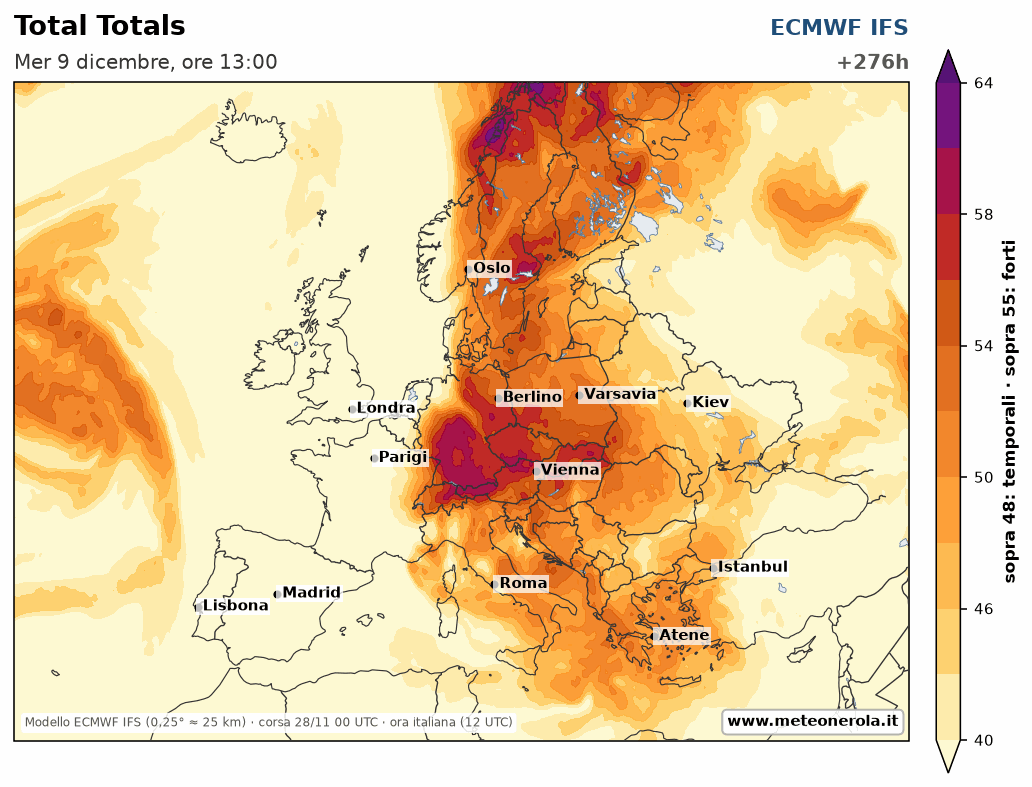 Total Totals
ECMWF IFS
Mer 9 dicembre, ore 13:00
+276h
64
58
54
50
46
40
sopra 48: temporali · sopra 55: forti
Oslo
Berlino
Varsavia
Kiev
Londra
Parigi
Vienna
Istanbul
Roma
Madrid
Lisbona
Atene
Modello ECMWF IFS (0,25° ≈ 25 km) · corsa 28/11 00 UTC · ora italiana (12 UTC)
www.meteonerola.it